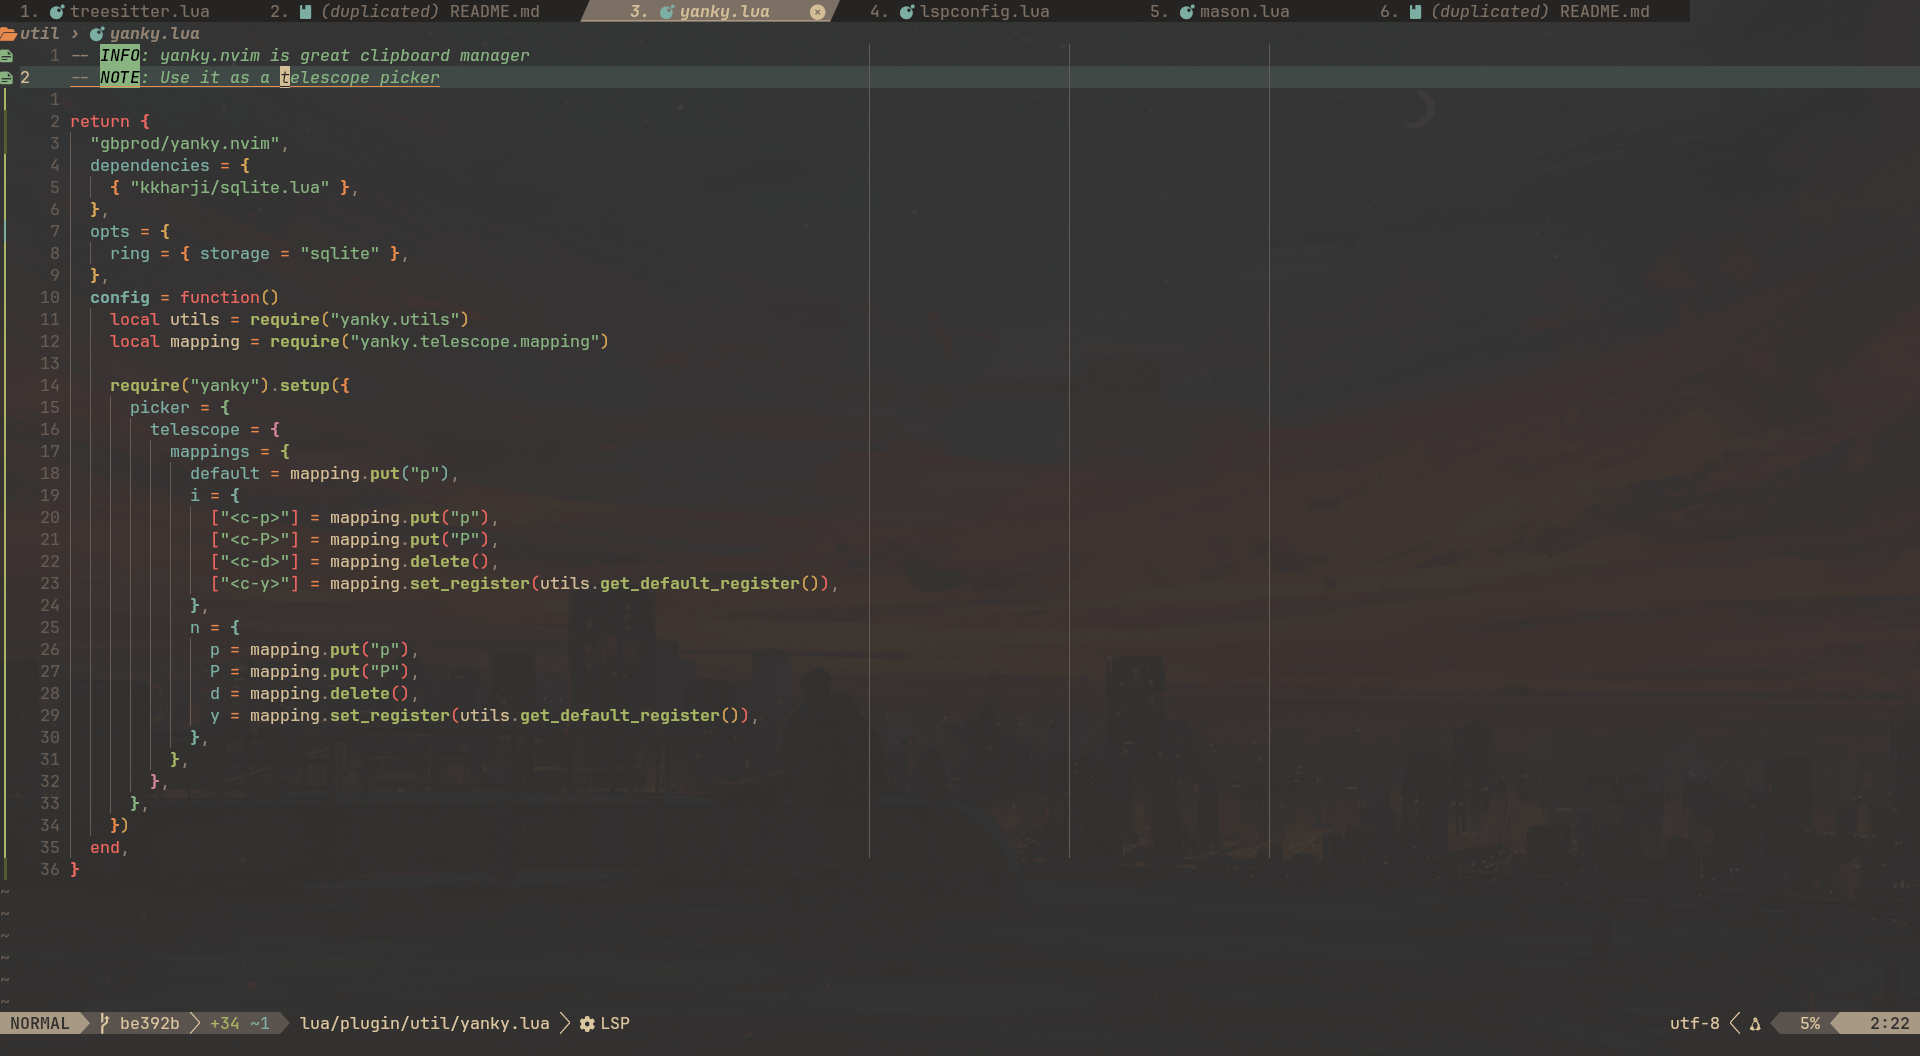 1. treesitter.lua 2. (duplicated) README.md 3. yanky.lua 4. lspconfig.lua 5. mason.lua 6. (duplicated) README.md
util › yanky.lua
1 -- INFO: yanky.nvim is great clipboard manager
2 -- NOTE: Use it as a telescope picker
1
2 return {
3 "gbprod/yanky.nvim",
4 dependencies = {
5 { "kkharji/sqlite.lua" },
6 },
7 opts = {
8 ring = { storage = "sqlite" },
9 },
10 config = function()
11 local utils = require("yanky.utils")
12 local mapping = require("yanky.telescope.mapping")
13
14 require("yanky").setup({
15 picker = {
16 telescope = {
17 mappings = {
18 default = mapping.put("p"),
19 i = {
20 ["<c-p>"] = mapping.put("p"),
21 ["<c-P>"] = mapping.put("P"),
22 ["<c-d>"] = mapping.delete(),
23 ["<c-y>"] = mapping.set_register(utils.get_default_register()),
24 },
25 n = {
26 p = mapping.put("p"),
27 P = mapping.put("P"),
28 d = mapping.delete(),
29 y = mapping.set_register(utils.get_default_register()),
30 },
31 },
32 },
33 },
34 })
35 end,
36 }
~
~
~
~
~
~
NORMAL be392b +34 ~1 lua/plugin/util/yanky.lua LSP utf-8 5% 2:22